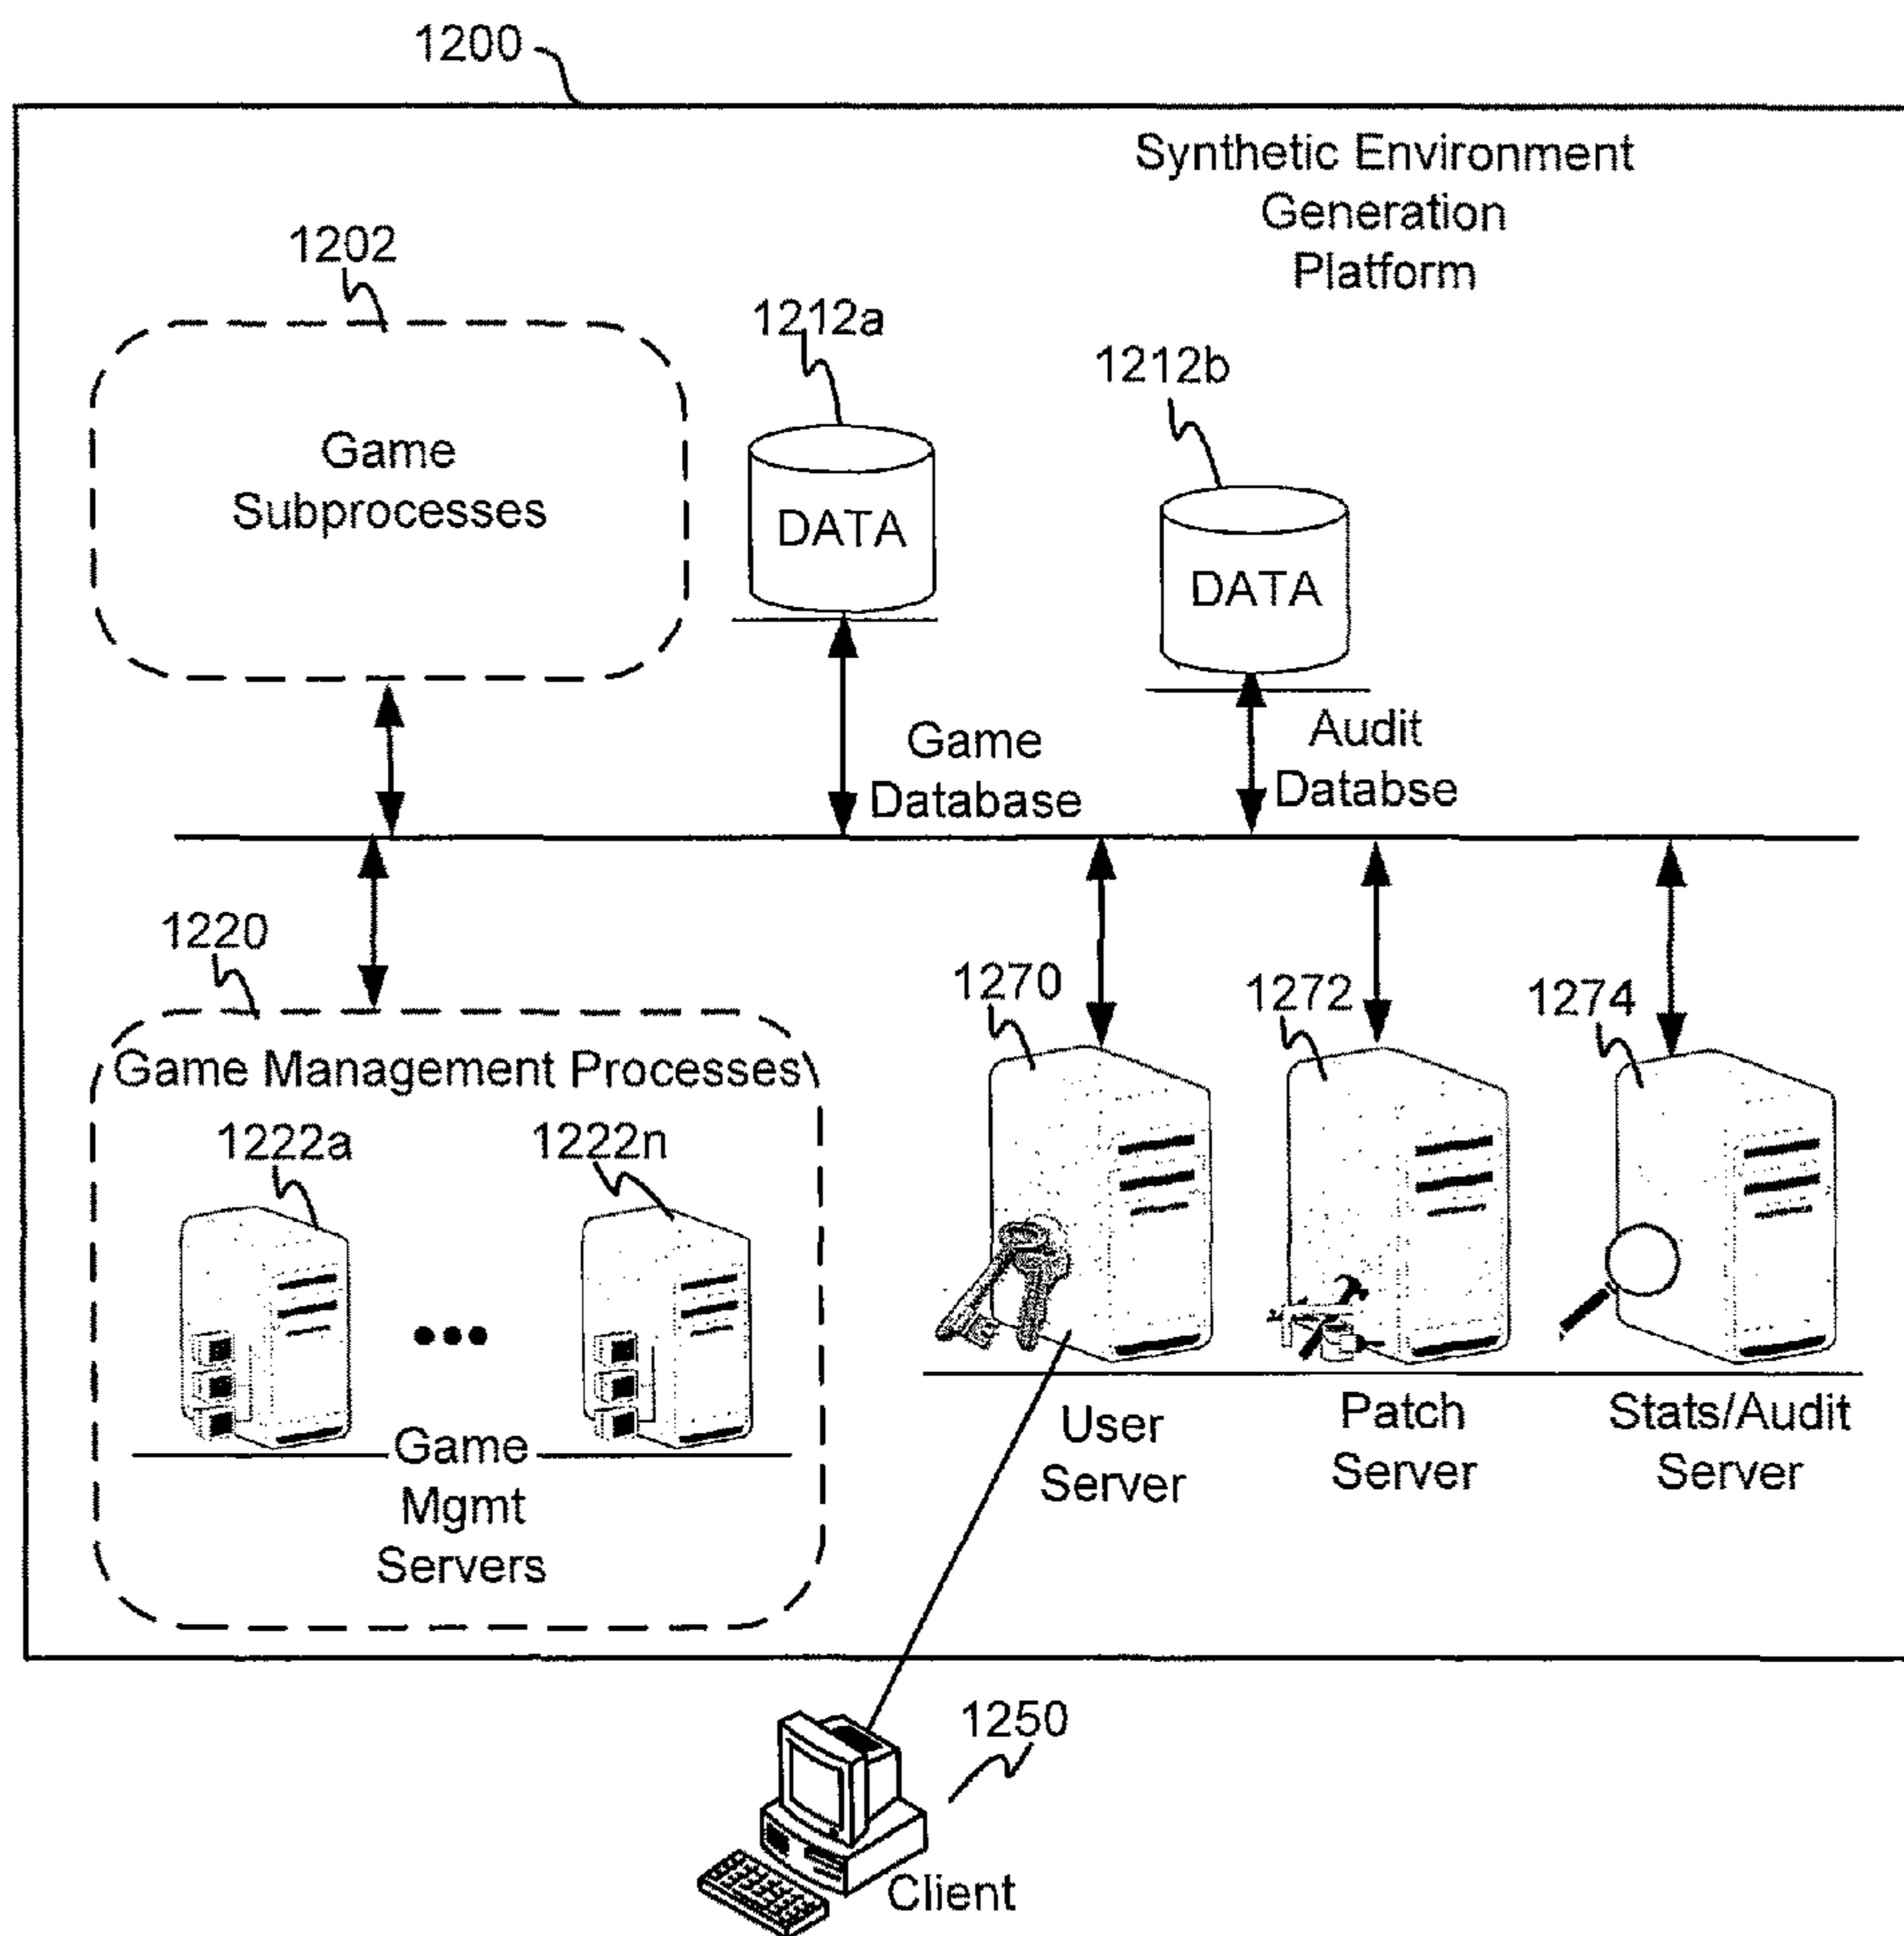 1200
Synthetic Environment
Generation
Platform
1202
1212a
1212b
Game
Subprocesses
DATA
DATA
Game
Database
Audit
Databse
1220
1270
1272
1274
Game Management Processes
1222a
1222n
Game
Mgmt
Servers
User
Server
Patch
Server
Stats/Audit
Server
1250
Client